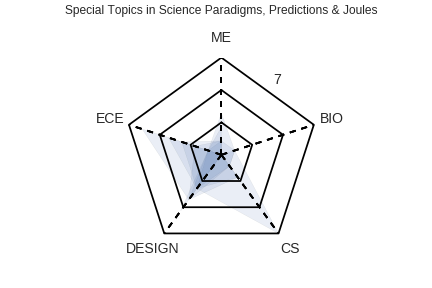 Special Topics in Science Paradigms, Predictions & Joules
ME
7
ECE
BIO
DESIGN
CS